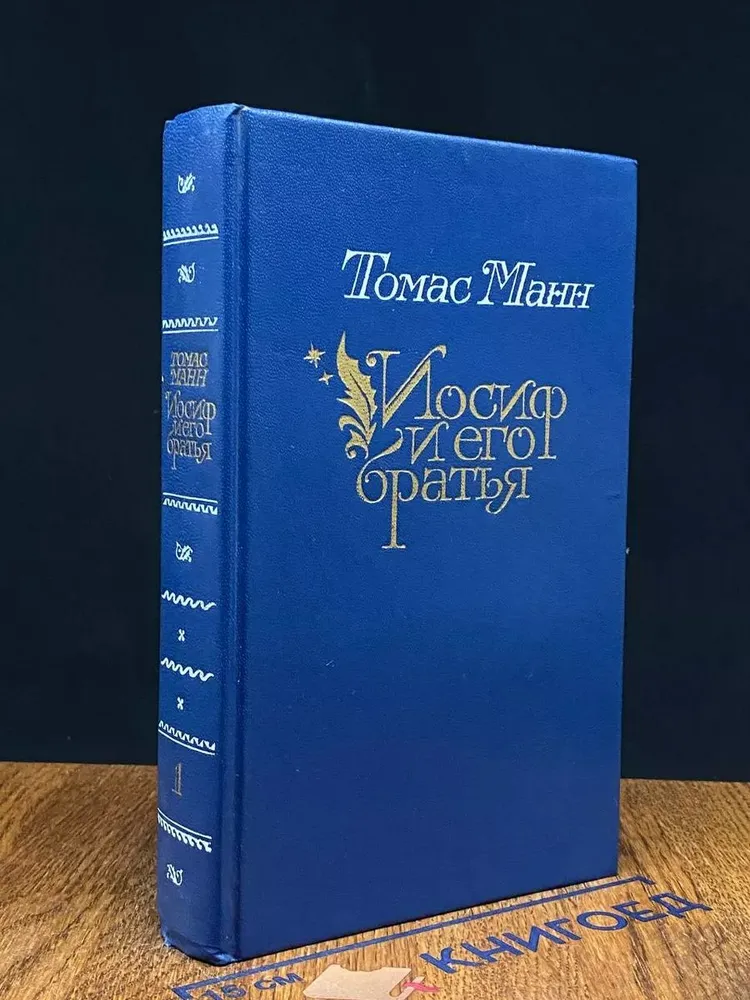 Томас Манн
Иосиф
и его
братья
Томас
Манн
Иосиф
и его
братья
1
15 см
КНИГОЕД